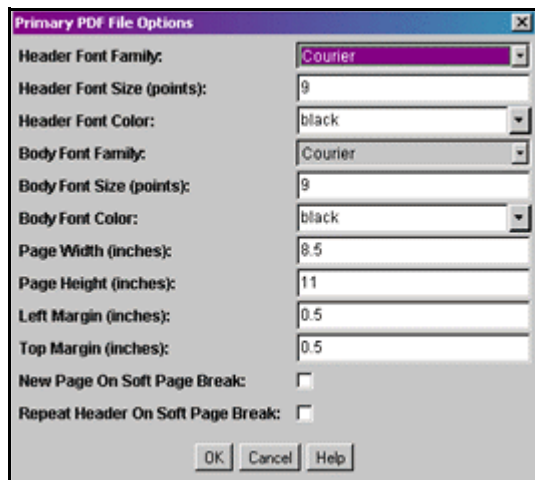 Primary PDF File Options
Header Font Family: Courier
Header Font Size (points): 9
Header Font Color: black
Body Font Family: Courier
Body Font Size (points): 9
Body Font Color: black
Page Width (inches): 8.5
Page Height (inches): 11
Left Margin (inches): 0.5
Top Margin (inches): 0.5
New Page On Soft Page Break:
Repeat Header On Soft Page Break:
OK Cancel Help